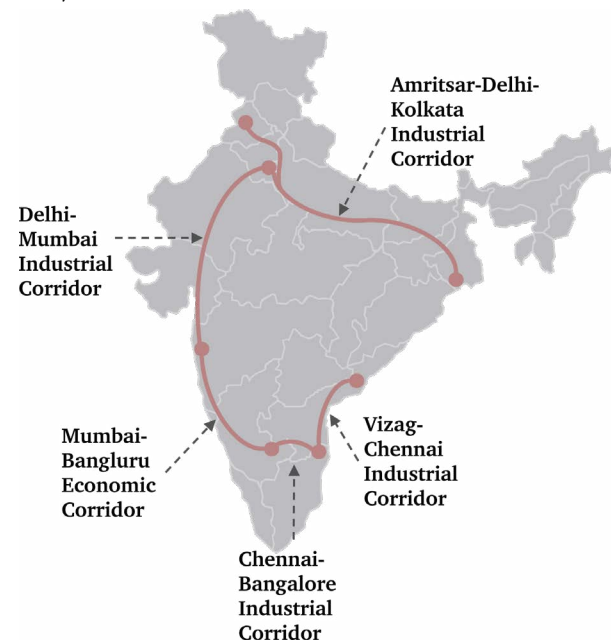 Amritsar-Delhi-
Kolkata
Industrial
Corridor
Delhi-
Mumbai
Industrial
Corridor
Mumbai-
Bangluru
Economic
Corridor
Vizag-
Chennai
Industrial
Corridor
Chennai-
Bangalore
Industrial
Corridor